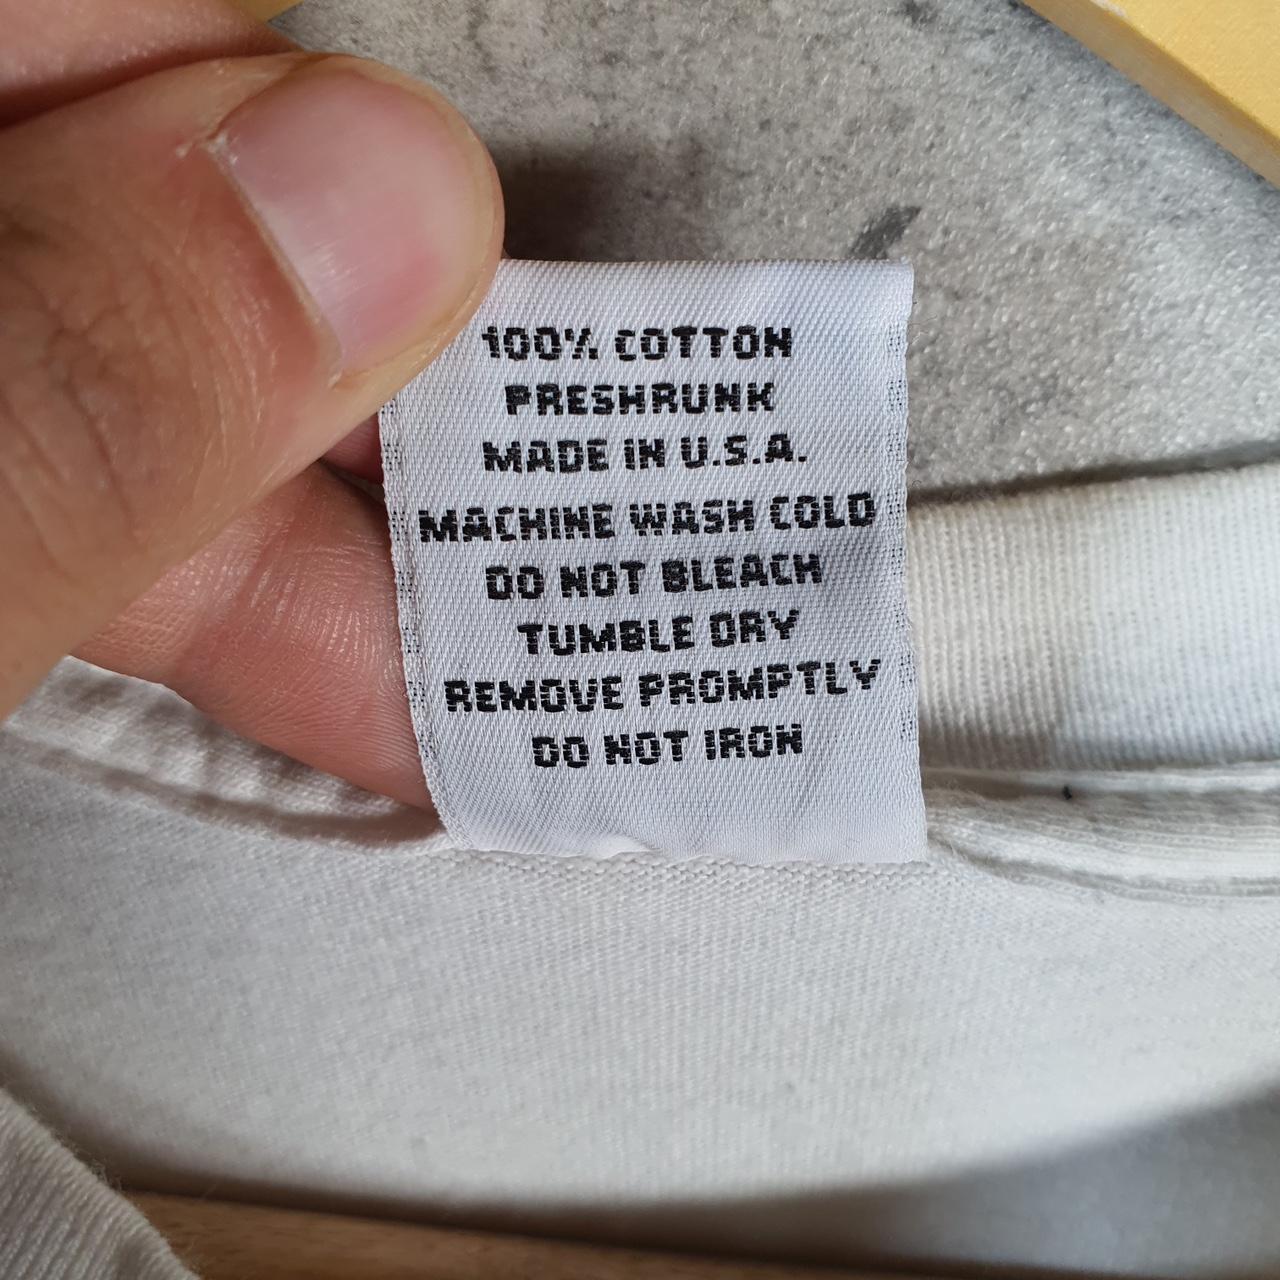 100% COTTON
PRESHRUNK
MADE IN U.S.A.
MACHINE WASH COLD
DO NOT BLEACH
TUMBLE DRY
REMOVE PROMPTLY
DO NOT IRON